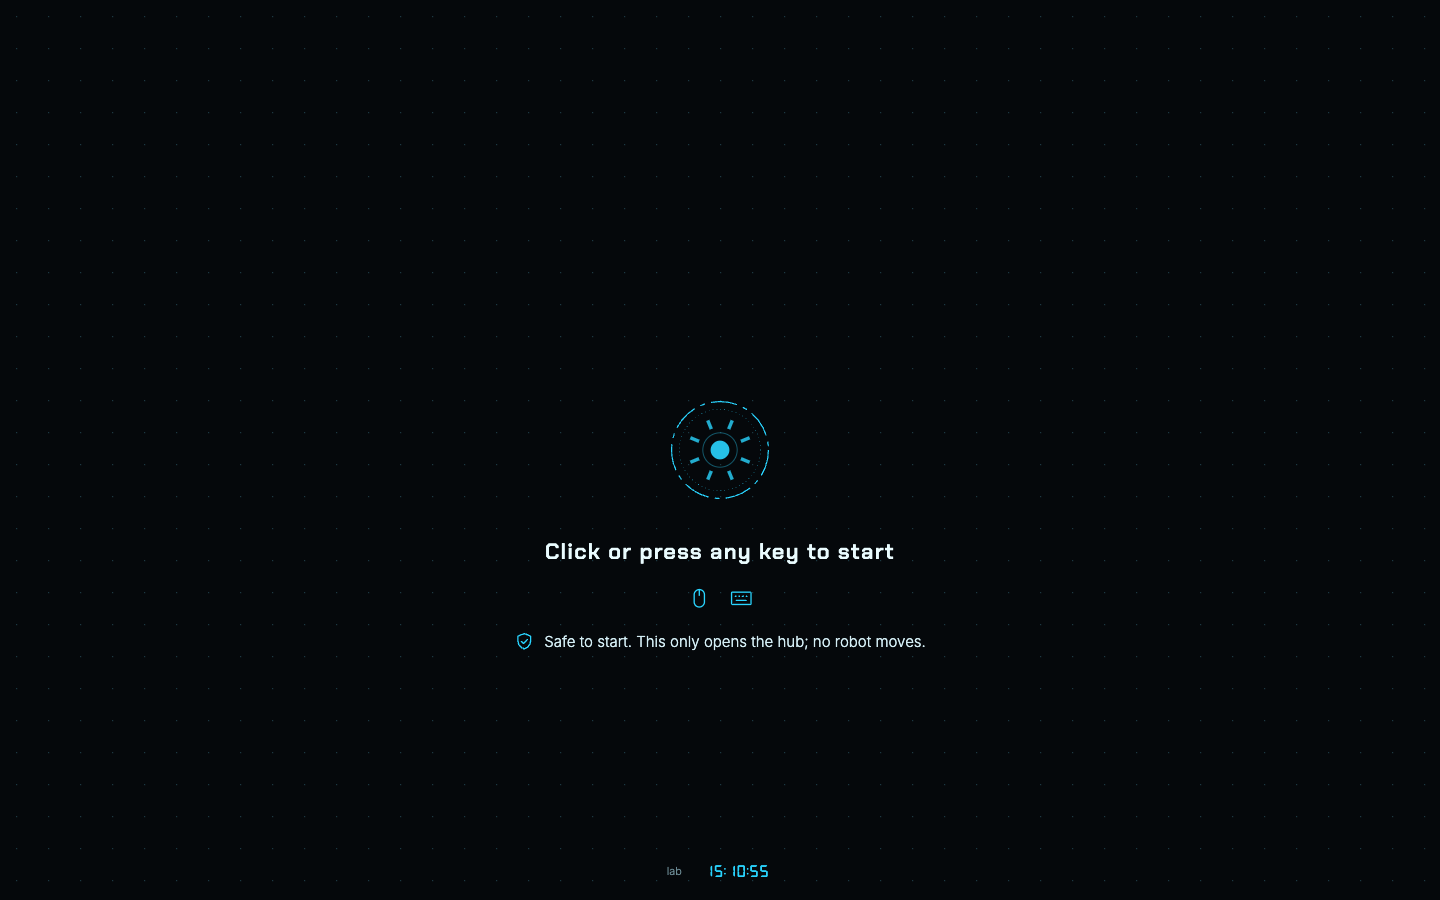 Click or press any key to start
Safe to start. This only opens the hub; no robot moves.
lab 15:10:55